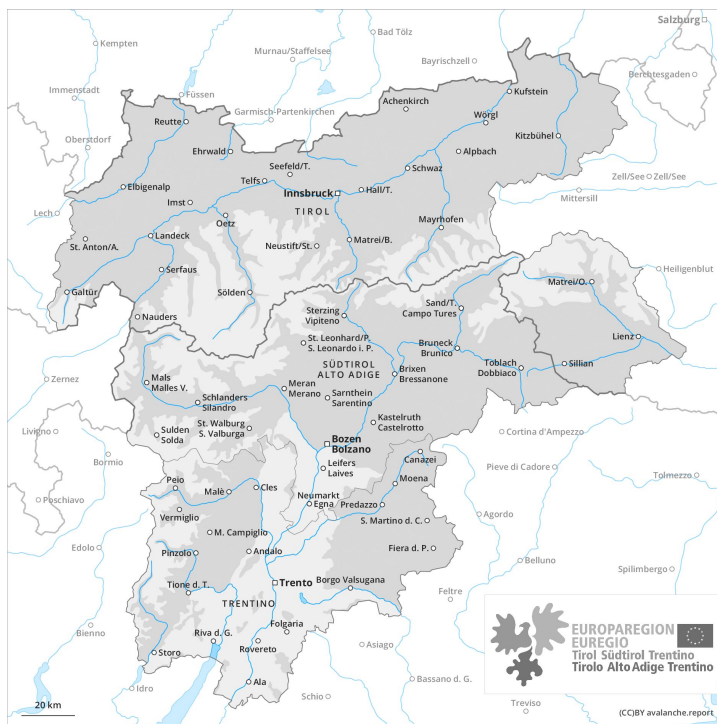 Salzburg
Kempten
Bad Tölz
Murnau/Staffelsee
Bayrischzell
Berchtesgaden
Immenstadt
Füssen
Garmisch-Partenkirchen
Achenkirch
Kufstein
Reutte
Wörgl
Oberstdorf
Ehrwald
Kitzbühel
Alpbach
Seefeld/T.
Schwaz
Telfs
Zell/See
Zell/See
Elbigenalp
Innsbruck
Hall/T.
Mittersill
Imst
TIROL
Lech
Oetz
Mayrhofen
St. Anton/A.
Landeck
Neustift/St.
Matrei/B.
Serfaus
Heiligenblut
Galtür
Sölden
Matrei/O.
Nauders
Sterzing
Vipiteno
Sand/T.
Campo Tures
St. Leonhard/P.
S. Leonardo i. P.
Lienz
Bruneck
Brunico
SÜDTIROL
ALTO ADIGE
Toblach
Dobbiaco
Sillian
Brixen
Bressanone
Zernez
Mals
Malles V.
Meran
Merano
Sarnthein
Sarentino
Schlanders
Silandro
St. Walburg
S. Valburga
Kastelruth
Castelrotto
Livigno
Sulden
Solda
Bozen
Bolzano
Cortina d'Ampezzo
Bormio
Canazei
Leifers
Laives
Pieve di Cadore
Tolmezzo
Peio
Malè
Cles
Moena
Poschiavo
Neumarkt
Egna
Predazzo
Vermiglio
Agordo
S. Martino d. C.
M. Campiglio
Edolo
Pinzolo
Andalo
Fiera d. P.
Belluno
Spilimbergo
Tione d. T.
Trento
Borgo Valsugana
Feltre
TRENTINO
Folgaria
Bienno
Riva d. G.
Rovereto
Asiago
Storo
Ala
Bassano d. G.
Idro
Schio
Treviso
EUROPAREGION
EUREGIO
Tirol Südtirol Trentino
Tirolo Alto Adige Trentino
20 km
(CC)BY avalanche.report